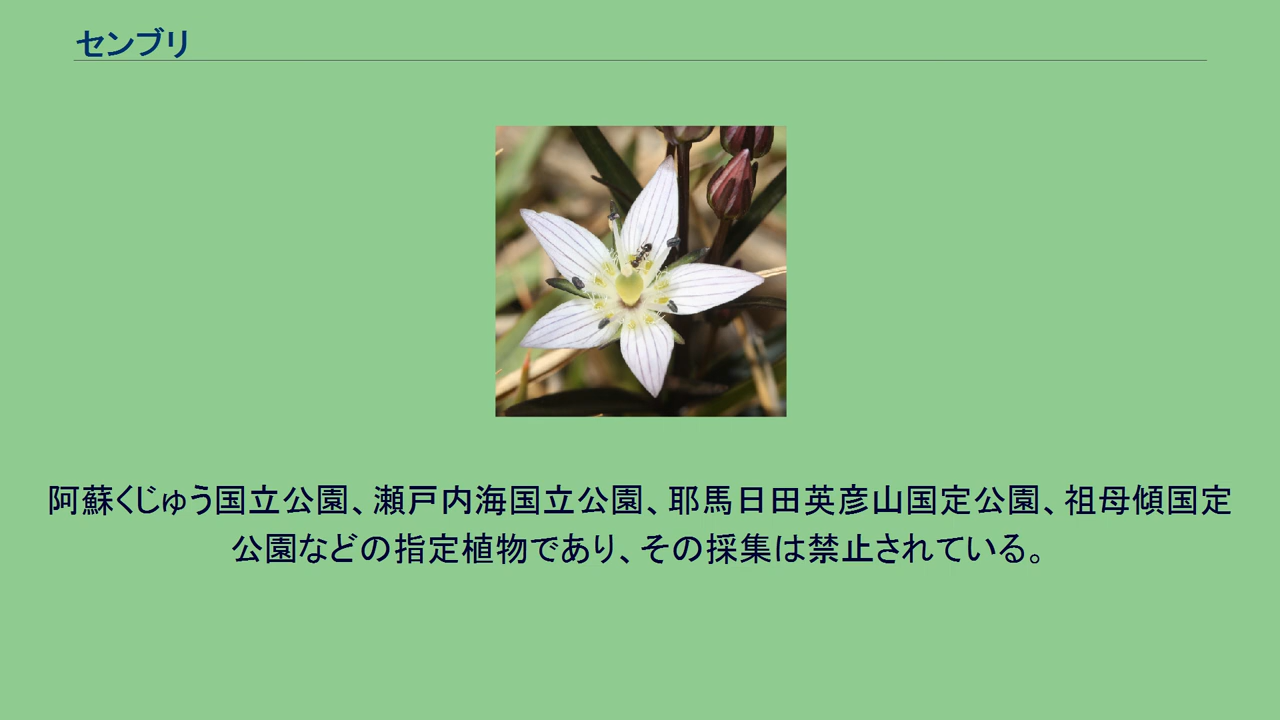 センブリ
阿蘇くじゅう国立公園、瀬戸内海国立公園、耶馬日田英彦山国定公園、祖母傾国定
公園などの指定植物であり、その採集は禁止されている。